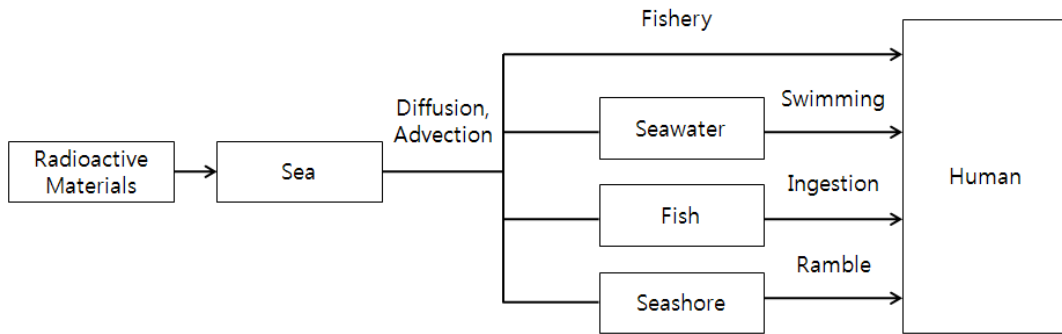 Fishery
Diffusion,
Advection
Swimming
Seawater
Radioactive
Materials
Sea
Human
Ingestion
Fish
Ramble
Seashore